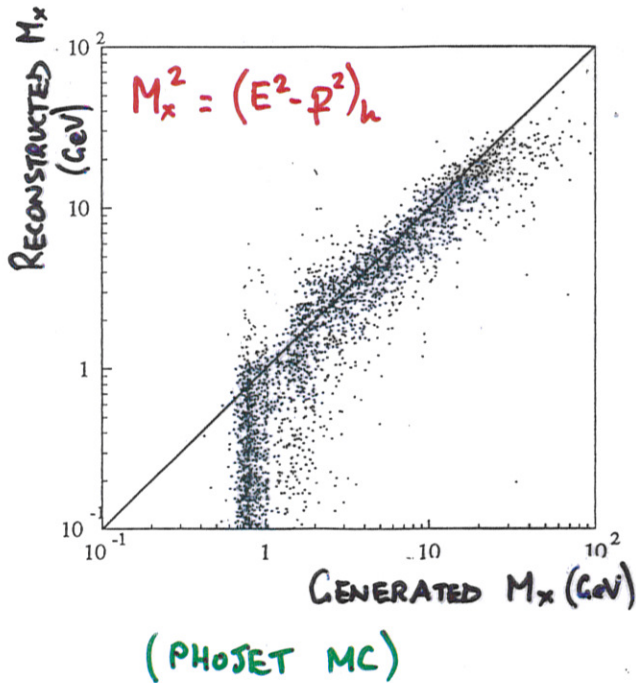 RECONSTRUCTED Mx
(GeV)
10²
10
1
10⁻¹
Mx² = (E²-P²)h
10⁻¹
1
10
10²
GENERATED Mx (GeV)
(PHOJET MC)